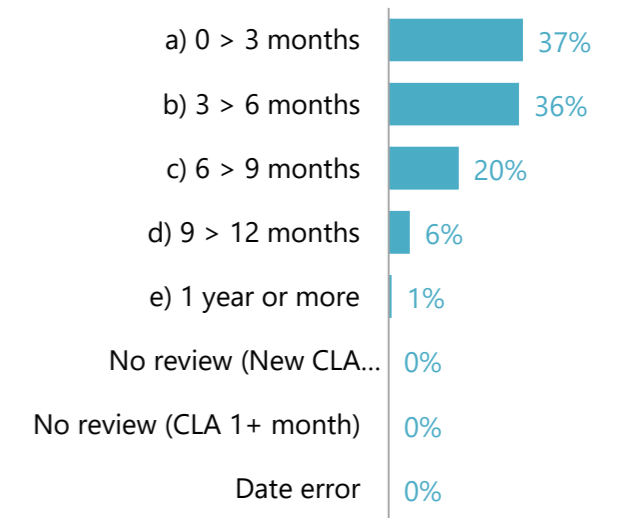 a) 0 > 3 months 37%
b) 3 > 6 months 36%
c) 6 > 9 months 20%
d) 9 > 12 months 6%
e) 1 year or more 1%
No review (New CLA... 0%
No review (CLA 1+ month) 0%
Date error 0%